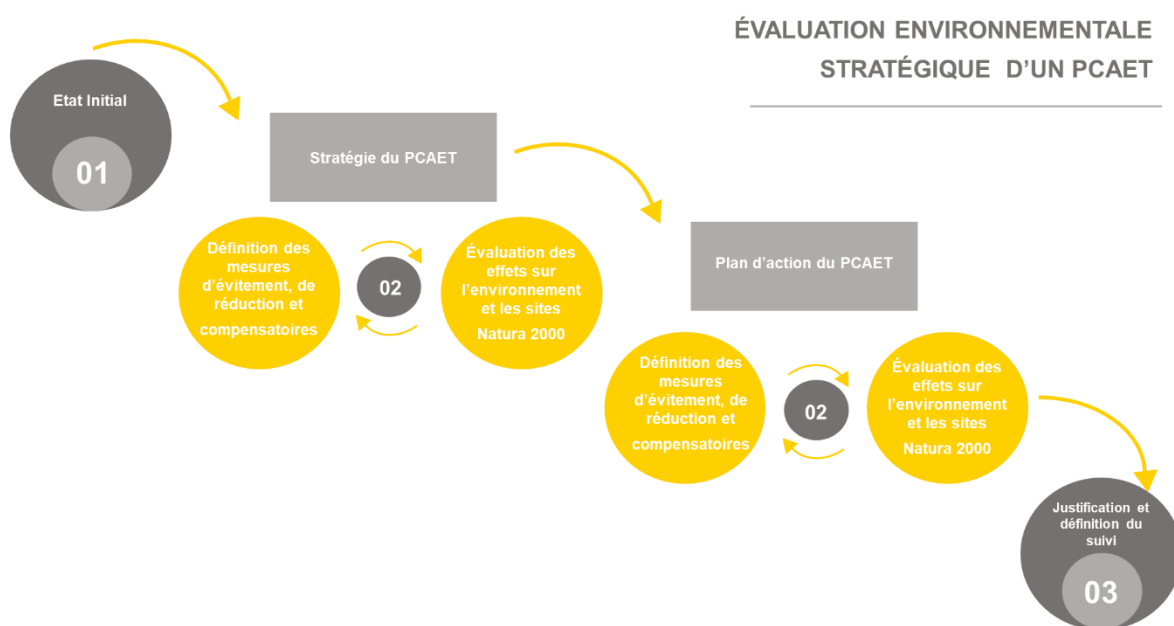 ÉVALUATION ENVIRONNEMENTALE
STRATÉGIQUE D'UN PCAET
Etat Initial
01
Stratégie du PCAET
Définition des
mesures
d'évitement, de
réduction et
compensatoires
02
Évaluation des
effets sur
l'environnement
et les sites
Natura 2000
Plan d'action du PCAET
Définition des
mesures
d'évitement, de
réduction et
compensatoires
02
Évaluation des
effets sur
l'environnement
et les sites
Natura 2000
Justification et
définition du
suivi
03